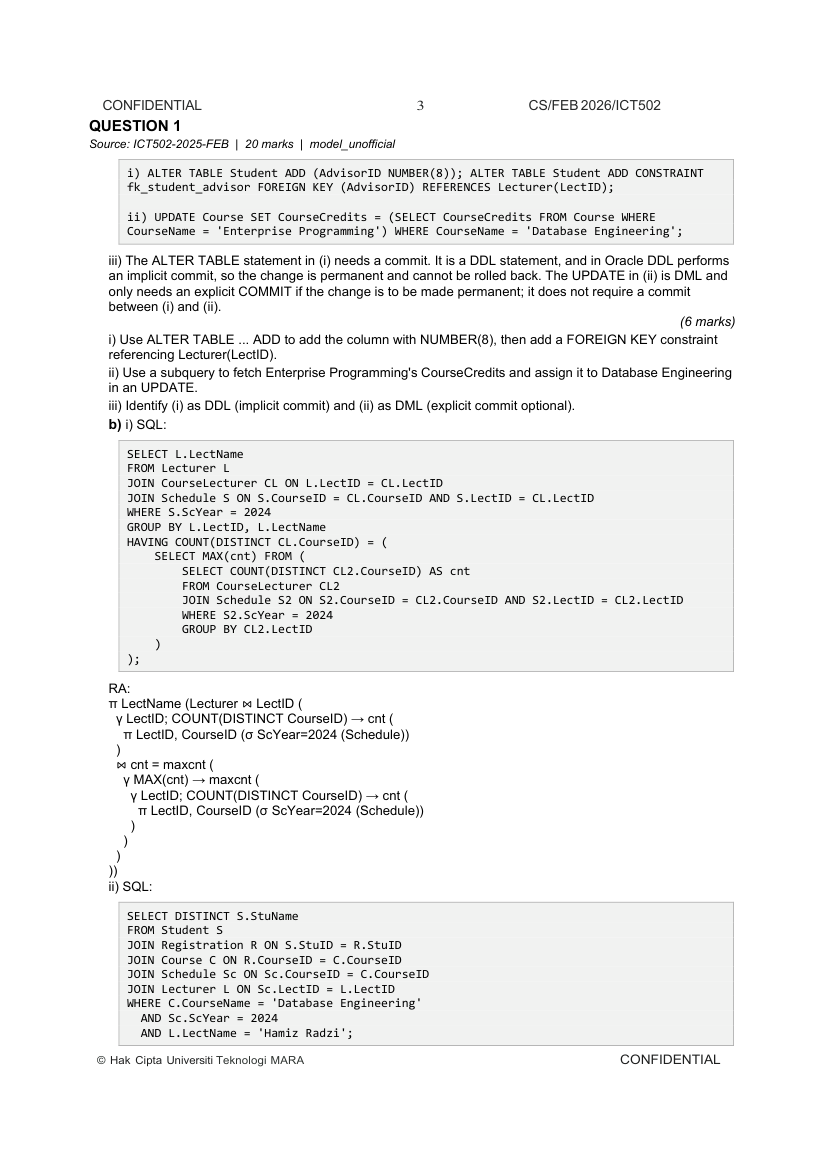 CONFIDENTIAL 3 CS/FEB 2026/ICT502
QUESTION 1
Source: ICT502-2025-FEB | 20 marks | model_unofficial
i) ALTER TABLE Student ADD (AdvisorID NUMBER(8)); ALTER TABLE Student ADD CONSTRAINT
fk_student_advisor FOREIGN KEY (AdvisorID) REFERENCES Lecturer(LectID);
ii) UPDATE Course SET CourseCredits = (SELECT CourseCredits FROM Course WHERE
CourseName = 'Enterprise Programming') WHERE CourseName = 'Database Engineering';
iii) The ALTER TABLE statement in (i) needs a commit. It is a DDL statement, and in Oracle DDL performs
an implicit commit, so the change is permanent and cannot be rolled back. The UPDATE in (ii) is DML and
only needs an explicit COMMIT if the change is to be made permanent; it does not require a commit
between (i) and (ii).
(6 marks)
i) Use ALTER TABLE ... ADD to add the column with NUMBER(8), then add a FOREIGN KEY constraint
referencing Lecturer(LectID).
ii) Use a subquery to fetch Enterprise Programming's CourseCredits and assign it to Database Engineering
in an UPDATE.
iii) Identify (i) as DDL (implicit commit) and (ii) as DML (explicit commit optional).
b) i) SQL:
SELECT L.LectName
FROM Lecturer L
JOIN CourseLecturer CL ON L.LectID = CL.LectID
JOIN Schedule S ON S.CourseID = CL.CourseID AND S.LectID = CL.LectID
WHERE S.ScYear = 2024
GROUP BY L.LectID, L.LectName
HAVING COUNT(DISTINCT CL.CourseID) = (
    SELECT MAX(cnt) FROM (
        SELECT COUNT(DISTINCT CL2.CourseID) AS cnt
        FROM CourseLecturer CL2
        JOIN Schedule S2 ON S2.CourseID = CL2.CourseID AND S2.LectID = CL2.LectID
        WHERE S2.ScYear = 2024
        GROUP BY CL2.LectID
    )
);
RA:
π LectName (Lecturer ⋈ LectID (
  γ LectID; COUNT(DISTINCT CourseID) → cnt (
    π LectID, CourseID (σ ScYear=2024 (Schedule))
  )
  ⋈ cnt = maxcnt (
    γ MAX(cnt) → maxcnt (
      γ LectID; COUNT(DISTINCT CourseID) → cnt (
        π LectID, CourseID (σ ScYear=2024 (Schedule))
      )
    )
  )
))
ii) SQL:
SELECT DISTINCT S.StuName
FROM Student S
JOIN Registration R ON S.StuID = R.StuID
JOIN Course C ON R.CourseID = C.CourseID
JOIN Schedule Sc ON Sc.CourseID = C.CourseID
JOIN Lecturer L ON Sc.LectID = L.LectID
WHERE C.CourseName = 'Database Engineering'
  AND Sc.ScYear = 2024
  AND L.LectName = 'Hamiz Radzi';
© Hak Cipta Universiti Teknologi MARA CONFIDENTIAL